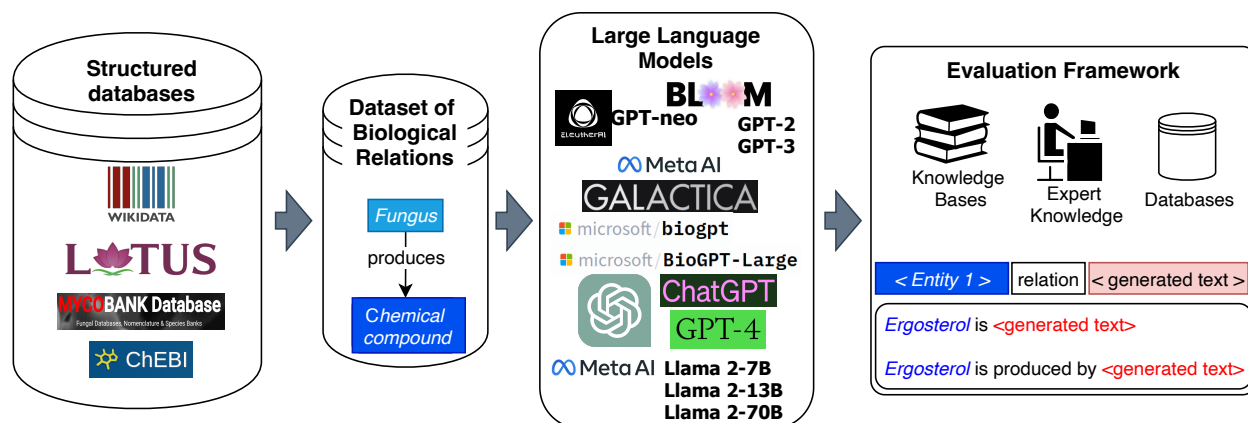 Structured
databases
WIKIDATA
LOTUS
MYCOBANK Database
Fungal Databases, Nomenclature & Species Banks
ChEBI
Dataset of
Biological
Relations
Fungus
produces
Chemical
compound
Large Language
Models
EleutherAI
GPT-neo
BLOOM
GPT-2
GPT-3
Meta AI
GALACTICA
microsoft/biogpt
microsoft/BioGPT-Large
ChatGPT
GPT-4
Meta AI
Llama 2-7B
Llama 2-13B
Llama 2-70B
Evaluation Framework
Knowledge
Bases
Expert
Knowledge
Databases
< Entity 1 > relation < generated text >
Ergosterol is <generated text>
Ergosterol is produced by <generated text>